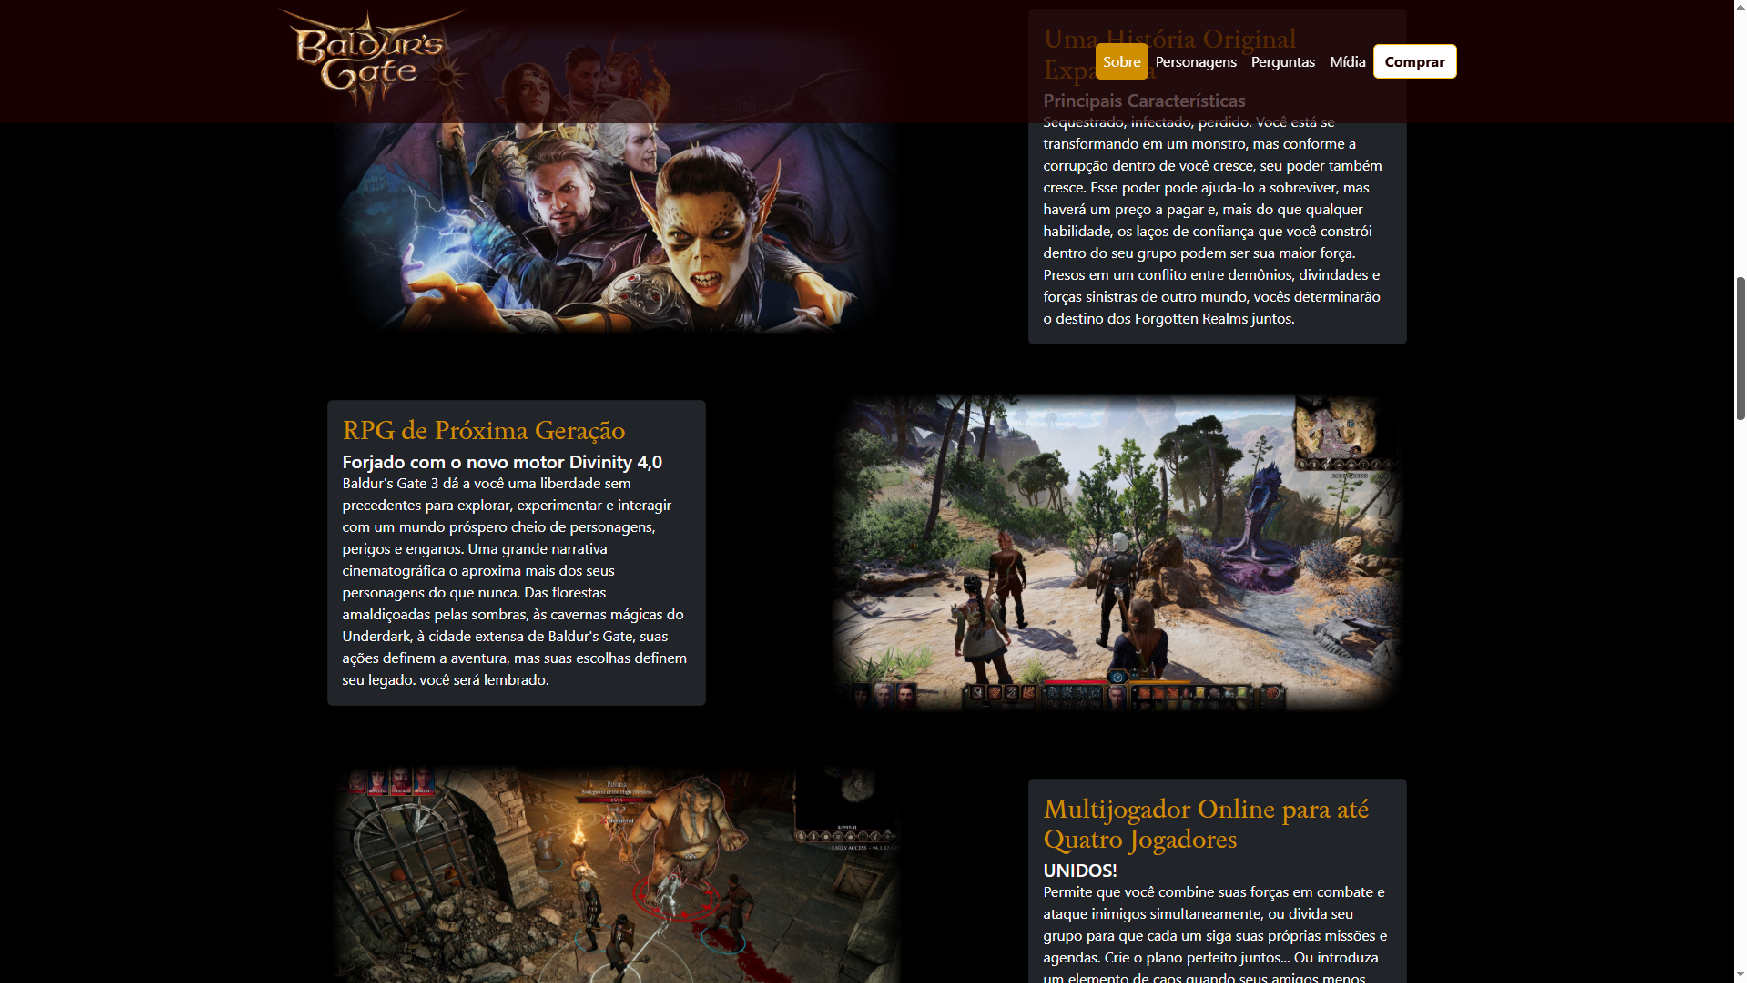 Baldur's
Gate
Sobre Personagens Perguntas Mídia Comprar
Uma História Original
Principais Características
Sequestrado, infectado, perdido. Você está se
transformando em um monstro, mas conforme a
corrupção dentro de você cresce, seu poder também
cresce. Esse poder pode ajuda-lo a sobreviver, mas
haverá um preço a pagar e, mais do que qualquer
habilidade, os laços de confiança que você constrói
dentro do seu grupo podem ser sua maior força.
Presos em um conflito entre demônios, divindades e
forças sinistras de outro mundo, vocês determinarão
o destino dos Forgotten Realms juntos.
RPG de Próxima Geração
Forjado com o novo motor Divinity 4,0
Baldur's Gate 3 dá a você uma liberdade sem
precedentes para explorar, experimentar e interagir
com um mundo próspero cheio de personagens,
perigos e enganos. Uma grande narrativa
cinematográfica o aproxima mais dos seus
personagens do que nunca. Das florestas
amaldiçoadas pelas sombras, às cavernas mágicas do
Underdark, à cidade extensa de Baldur's Gate, suas
ações definem a aventura, mas suas escolhas definem
seu legado. você será lembrado.
Multijogador Online para até
Quatro Jogadores
UNIDOS!
Permite que você combine suas forças em combate e
ataque inimigos simultaneamente, ou divida seu
grupo para que cada um siga suas próprias missões e
agendas. Crie o plano perfeito juntos... Ou introduza
um elemento de caos quando seus amigos menos